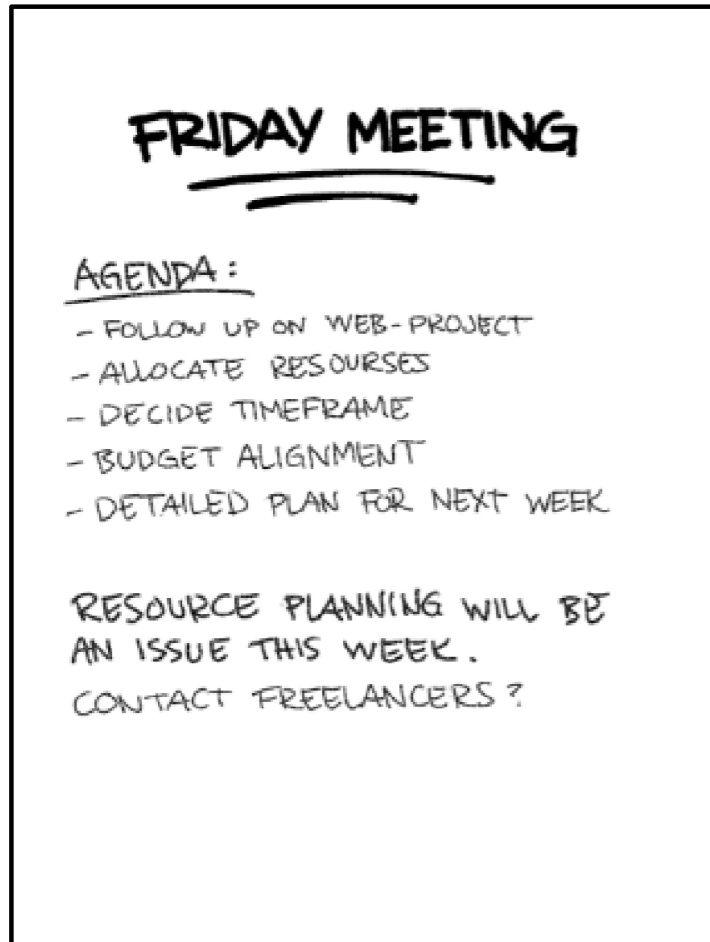 FRIDAY MEETING
AGENDA:
- FOLLOW UP ON WEB-PROJECT
- ALLOCATE RESOURSES
- DECIDE TIMEFRAME
- BUDGET ALIGNMENT
- DETAILED PLAN FOR NEXT WEEK
RESOURCE PLANNING WILL BE
AN ISSUE THIS WEEK.
CONTACT FREELANCERS?